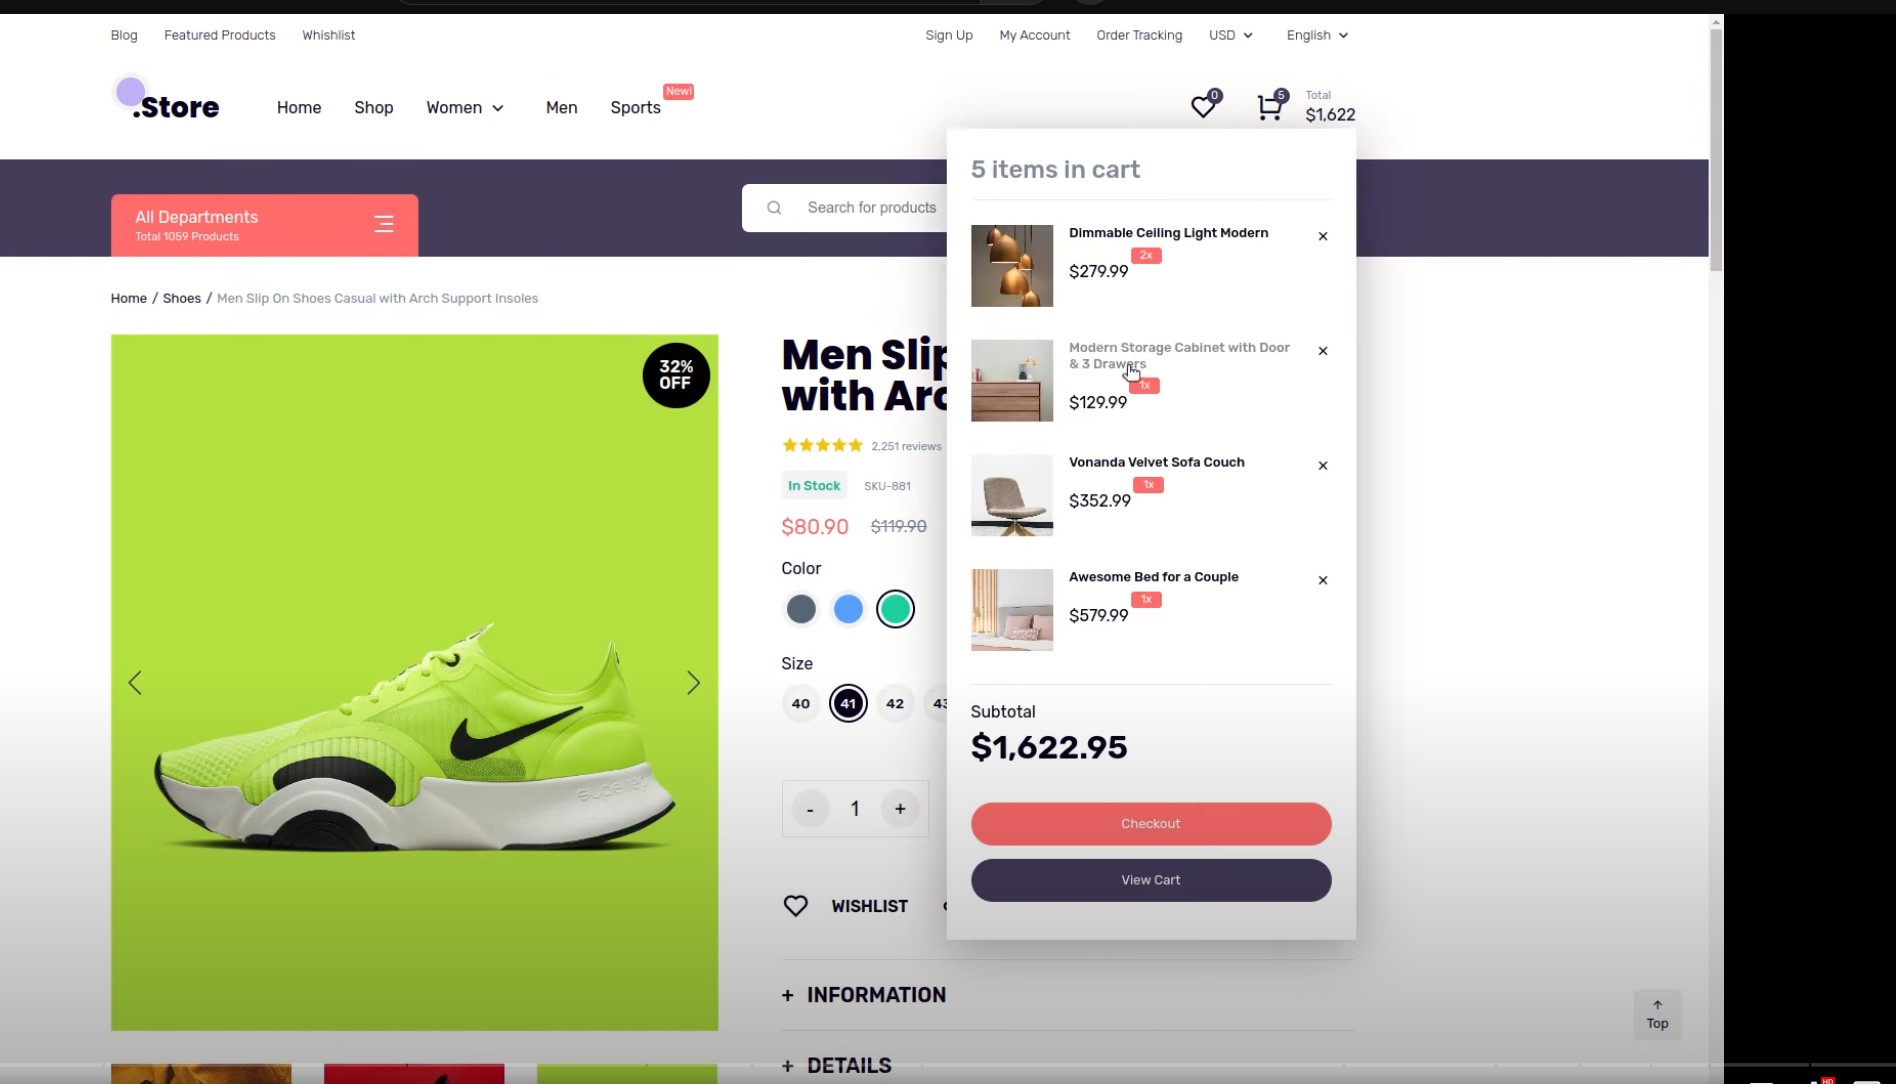 Blog Featured Products Whishlist
Sign Up My Account Order Tracking USD English
.Store
Home Shop Women Men Sports New!
0 5 Total
$1,622
All Departments
Total 1059 Products
Search for products
Home / Shoes / Men Slip On Shoes Casual with Arch Support Insoles
32%
OFF
Men Slip
with Arc
2,251 reviews
In Stock SKU-881
$80.90 $119.90
Color
Size
40 41 42 43
- 1 +
WISHLIST
+ INFORMATION
+ DETAILS
5 items in cart
Dimmable Ceiling Light Modern
2x
$279.99
Modern Storage Cabinet with Door
& 3 Drawers
1x
$129.99
Vonanda Velvet Sofa Couch
1x
$352.99
Awesome Bed for a Couple
1x
$579.99
Subtotal
$1,622.95
Checkout
View Cart
Top
HD